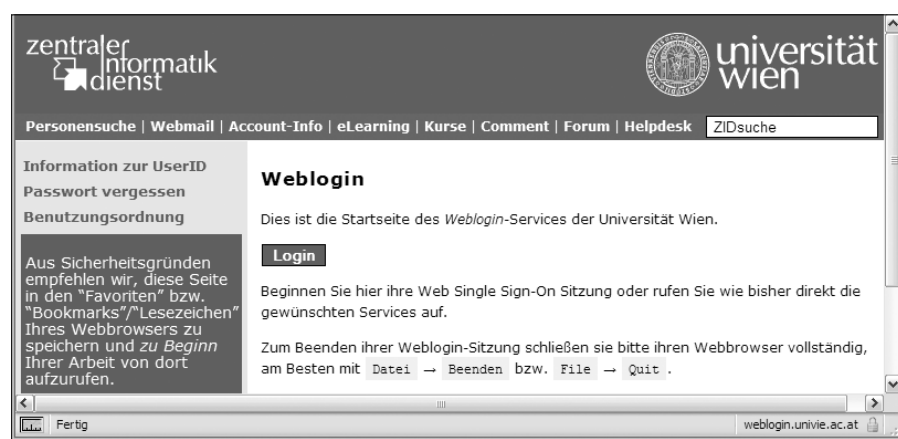 zentraler
informatik
dienst
universität
wien
Personensuche | Webmail | Account-Info | eLearning | Kurse | Comment | Forum | Helpdesk ZIDsuche
Information zur UserID
Passwort vergessen
Benutzungsordnung
Aus Sicherheitsgründen
empfehlen wir, diese Seite
in den "Favoriten" bzw.
"Bookmarks"/"Lesezeichen"
Ihres Webbrowsers zu
speichern und zu Beginn
Ihrer Arbeit von dort
aufzurufen.
Weblogin
Dies ist die Startseite des Weblogin-Services der Universität Wien.
Login
Beginnen Sie hier ihre Web Single Sign-On Sitzung oder rufen Sie wie bisher direkt die
gewünschten Services auf.
Zum Beenden ihrer Weblogin-Sitzung schließen sie bitte ihren Webbrowser vollständig,
am Besten mit Datei → Beenden bzw. File → Quit .
Fertig weblogin.univie.ac.at